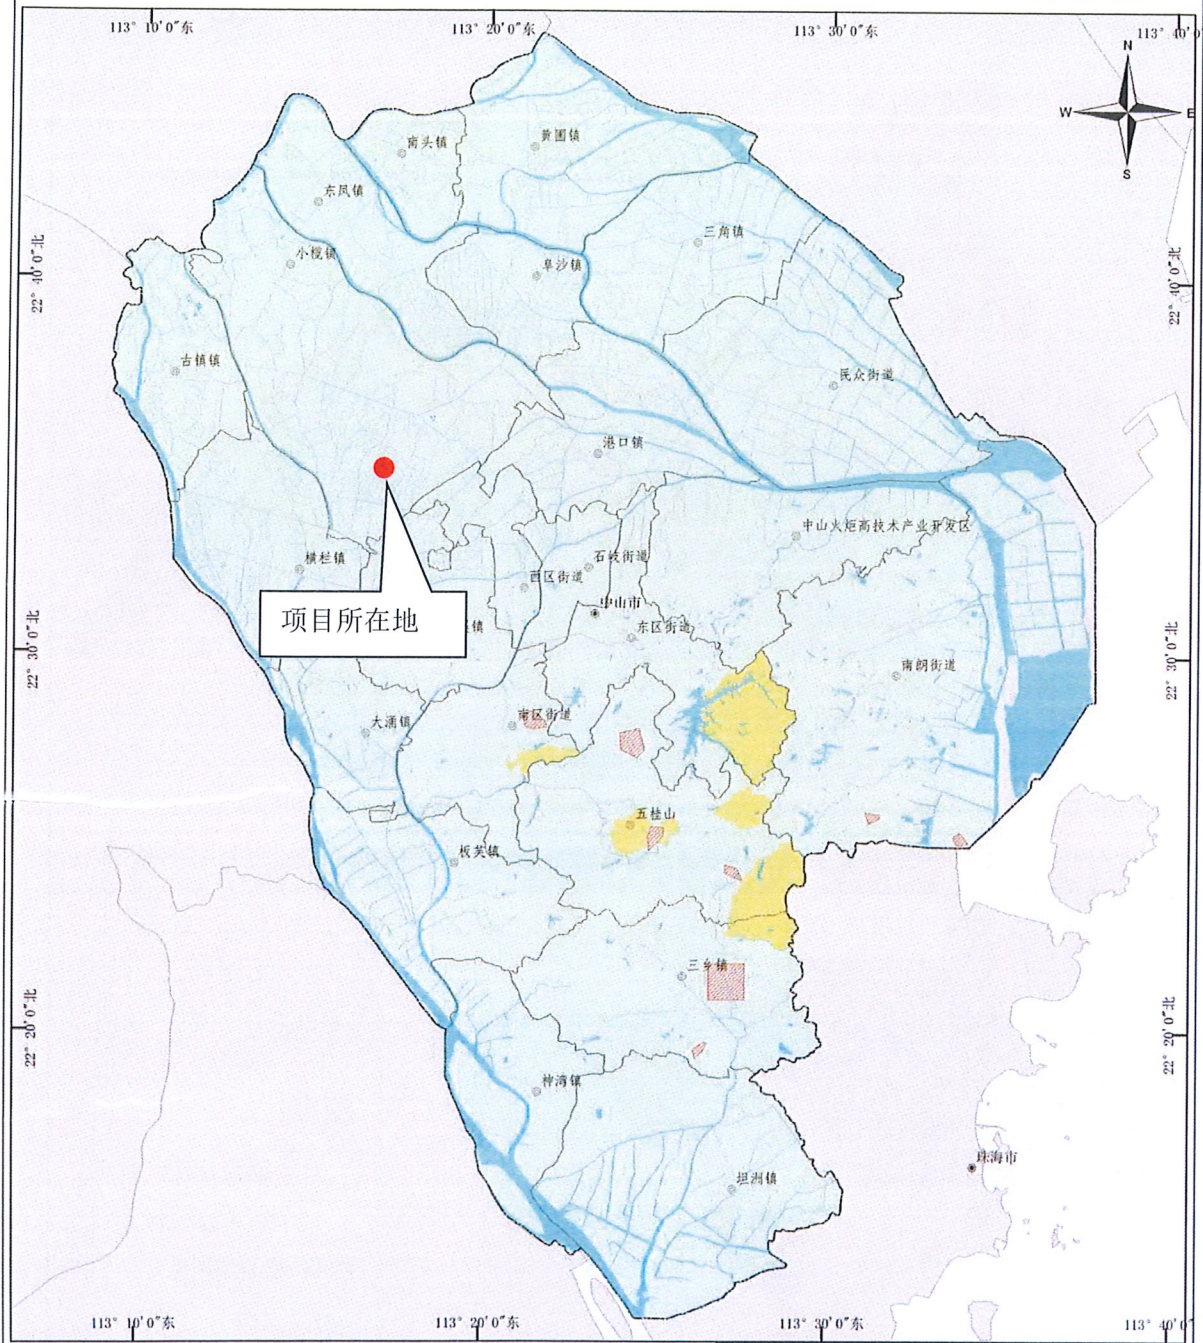 113° 10′0″东
113° 20′0″东
113° 30′0″东
113° 40′0″
N
W
E
S
南头镇
黄圃镇
东凤镇
三角镇
小榄镇
阜沙镇
22° 40′0″北
22° 40′0″北
古镇镇
民众街道
港口镇
中山火炬高技术产业开发区
横栏镇
石岐街道
西区街道
中山市
项目所在地
镇
东区街道
22° 30′0″北
22° 30′0″北
南朗街道
大涌镇
南区街道
五桂山
板芙镇
三乡镇
22° 20′0″北
22° 20′0″北
神湾镇
珠海市
坦洲镇
113° 10′0″东
113° 20′0″东
113° 30′0″东
113° 40′0″